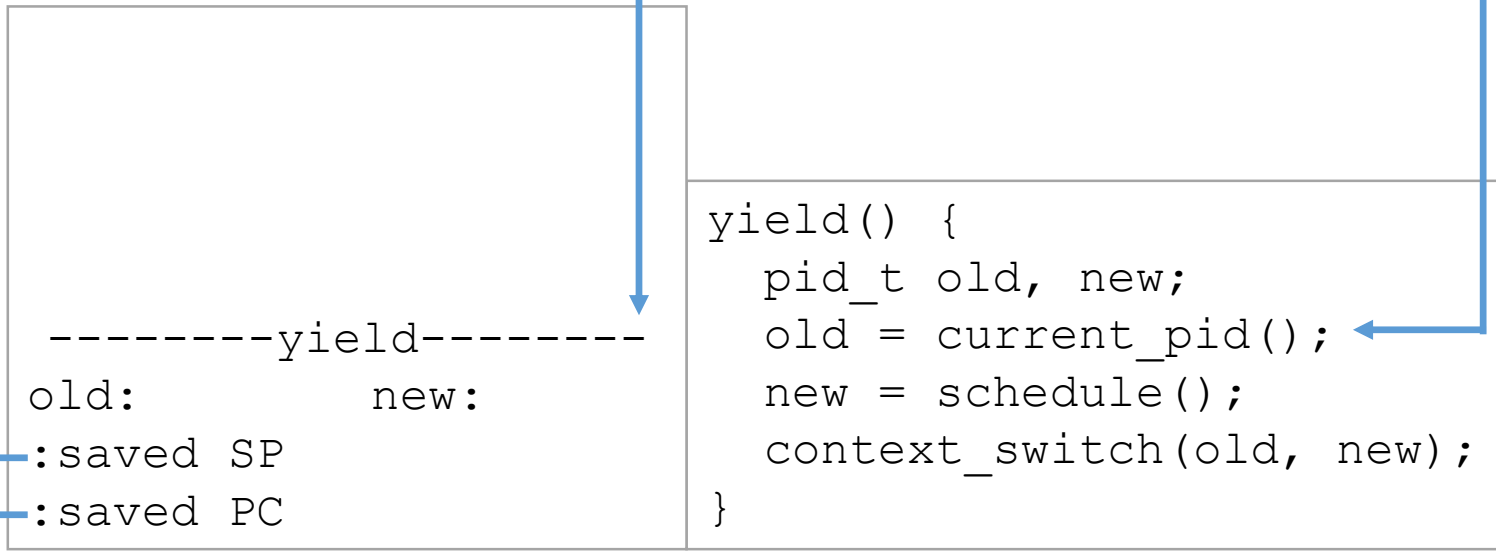 --------yield--------
old: new:
:saved SP
:saved PC
yield() {
pid_t old, new;
old = current_pid();
new = schedule();
context_switch(old, new);
}